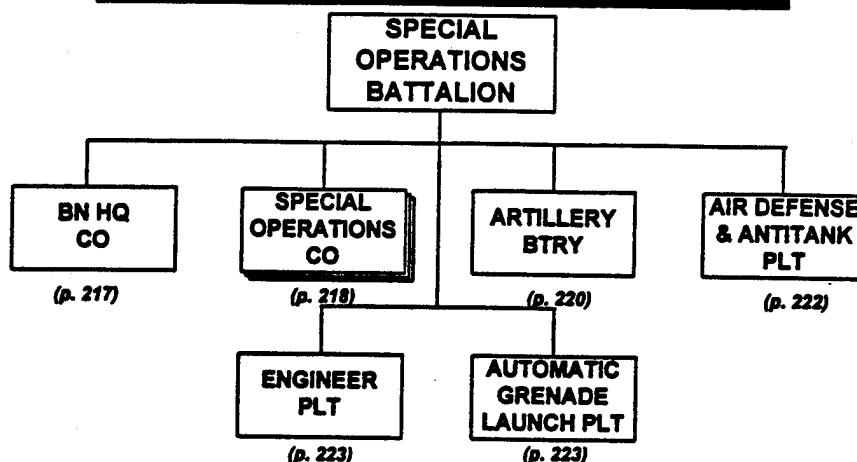 SPECIAL
OPERATIONS
BATTALION
BN HQ
CO
(p. 217)
SPECIAL
OPERATIONS
CO
(p. 218)
ARTILLERY
BTRY
(p. 220)
AIR DEFENSE
& ANTITANK
PLT
(p. 222)
ENGINEER
PLT
(p. 223)
AUTOMATIC
GRENADE
LAUNCH PLT
(p. 223)